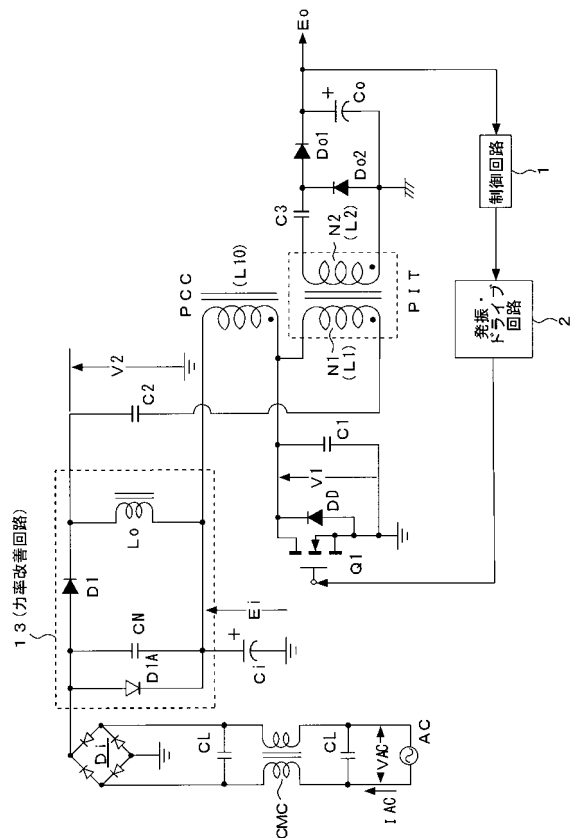 13(力率改善回路)
D1
CN
D1A
Lo
Di
CL
CMC
CL
VAC
IAC
AC
Ei
+
Ci
V2
C2
PCC
(L10)
V1
C1
DD
Q1
N1
(L1)
N2
(L2)
PIT
C3
Do1
Do2
+
Co
Eo
制御回路
1
発振・
ドライブ
回路
2